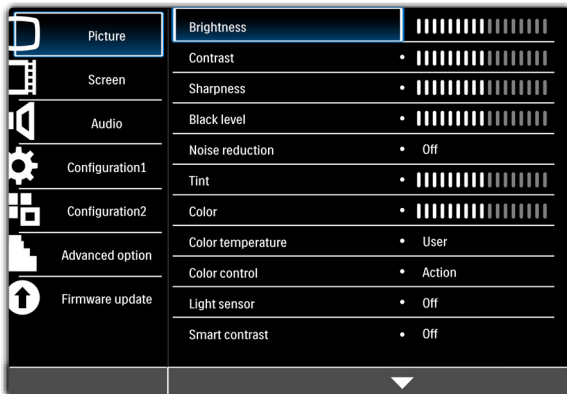 Picture
Screen
Audio
Configuration1
Configuration2
Advanced option
Firmware update
Brightness
Contrast •
Sharpness •
Black level •
Noise reduction • Off
Tint •
Color •
Color temperature • User
Color control • Action
Light sensor • Off
Smart contrast • Off